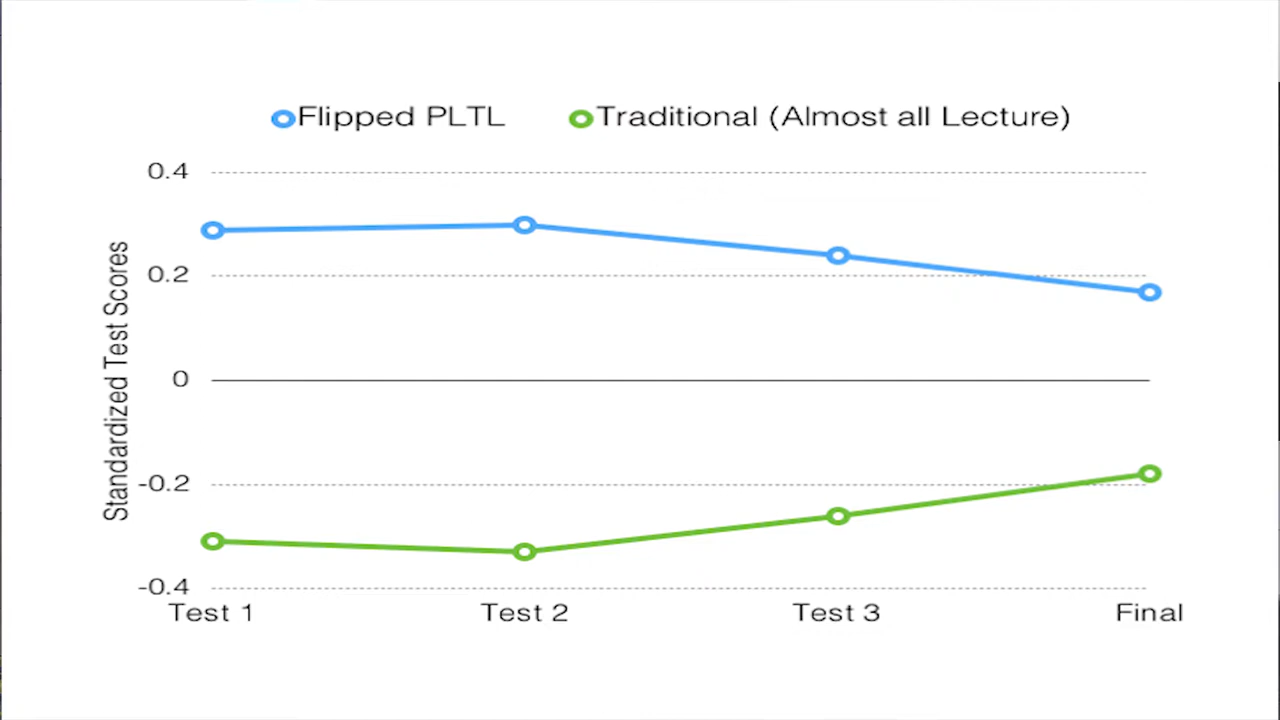 Flipped PLTL
Traditional (Almost all Lecture)
Standardized Test Scores
0.4
0.2
0
-0.2
-0.4
Test 1
Test 2
Test 3
Final